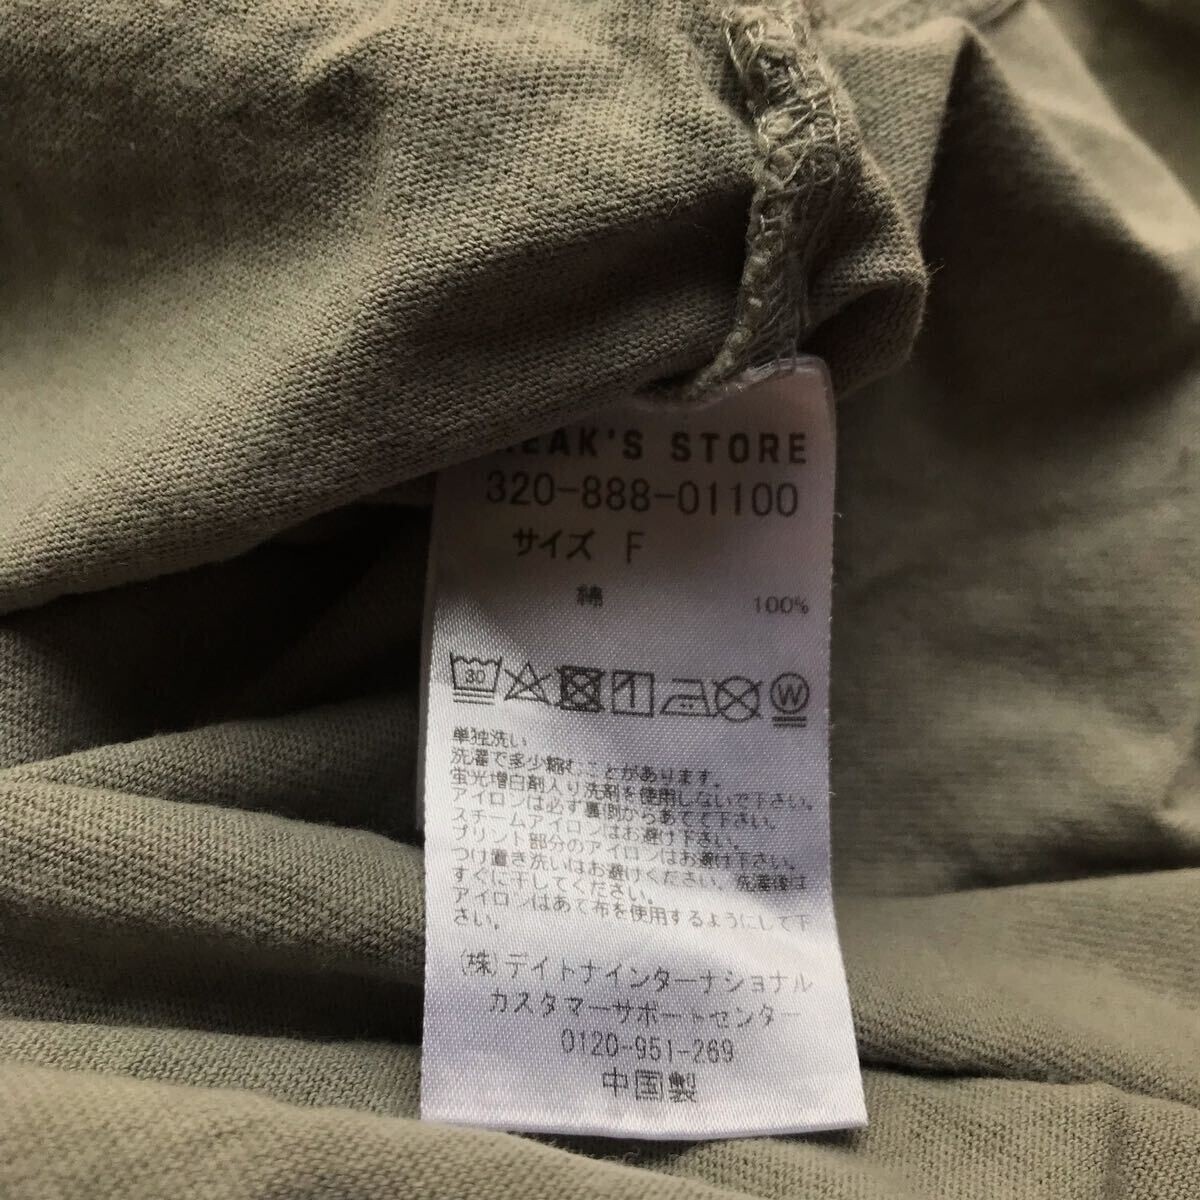 REAK'S STORE
320-888-01100
サイズ F
綿 100%
30
W
単独洗い
洗濯で多少縮むことがあります。
蛍光増白剤入り洗剤を使用しないで下さい。
アイロンは必ず裏側からあてて下さい。
スチームアイロンはお避け下さい。
プリント部分のアイロンはお避け下さい。
つけ置き洗いはお避けください。洗濯後は
すぐに干してください。
アイロンはあて布を使用するようにして下
さい。
(株)デイトナインターナショナル
カスタマーサポートセンター
0120-951-269
中国製